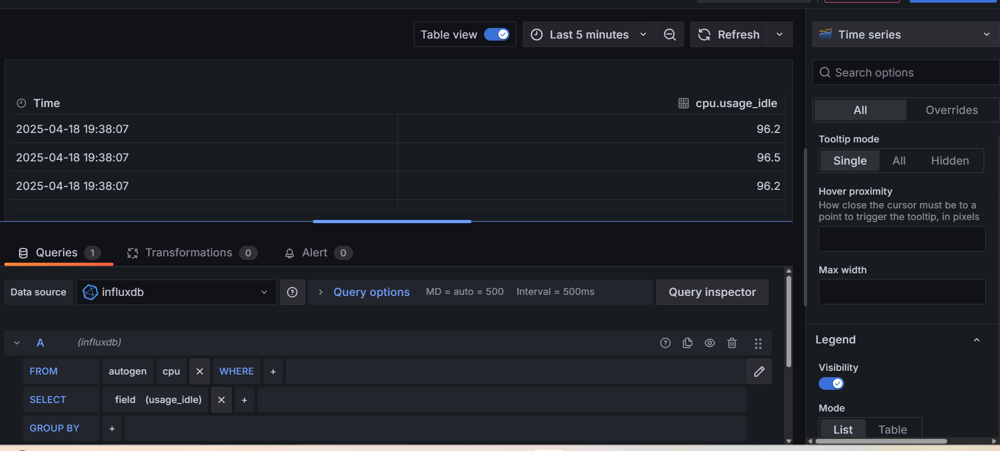 Table view
Last 5 minutes
Refresh
Time series
Search options
All
Overrides
Time
cpu.usage_idle
2025-04-18 19:38:07
96.2
2025-04-18 19:38:07
96.5
2025-04-18 19:38:07
96.2
Tooltip mode
Single
All
Hidden
Hover proximity
How close the cursor must be to a
point to trigger the tooltip, in pixels
Max width
Queries 1
Transformations 0
Alert 0
Data source
influxdb
Query options
MD = auto = 500
Interval = 500ms
Query inspector
A
(influxdb)
FROM
autogen
cpu
WHERE
+
SELECT
field (usage_idle)
+
GROUP BY
+
Legend
Visibility
Mode
List
Table